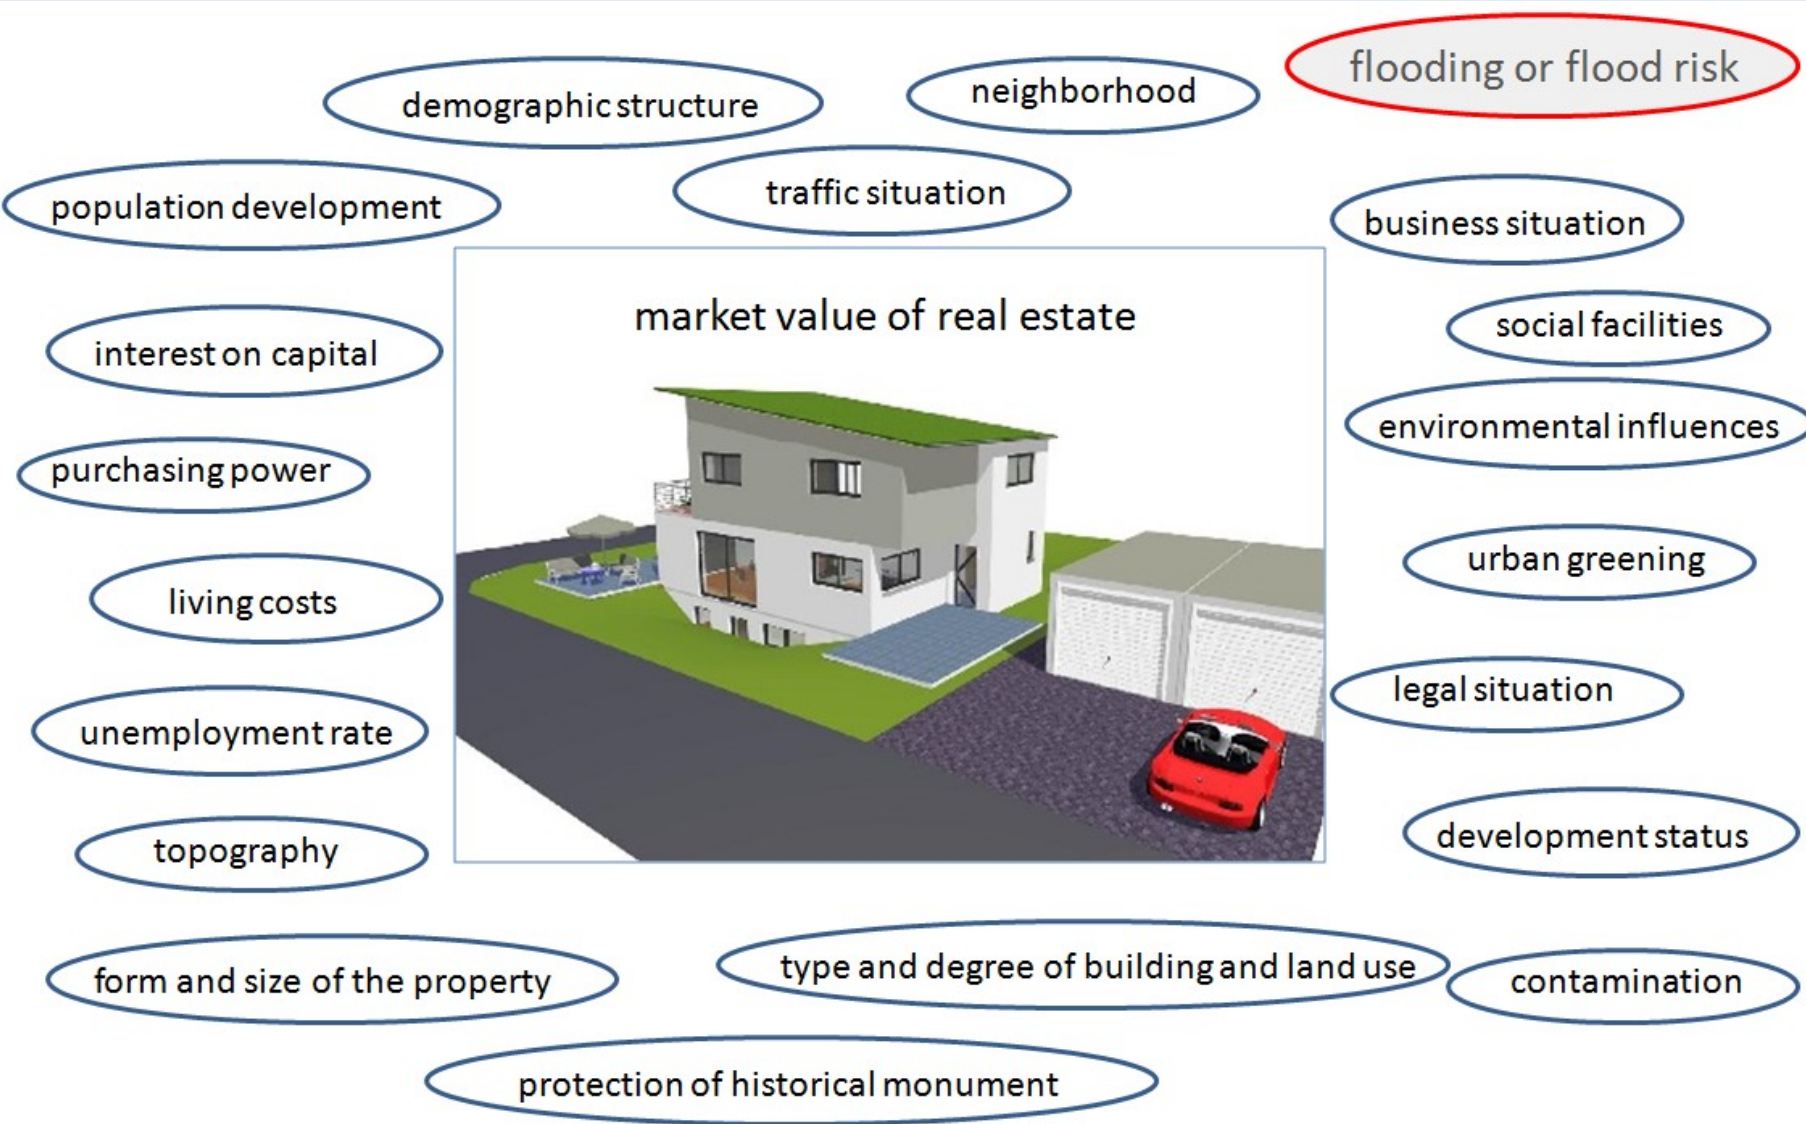 flooding or flood risk
demographic structure
neighborhood
population development
traffic situation
business situation
market value of real estate
interest on capital
social facilities
purchasing power
environmental influences
living costs
urban greening
unemployment rate
legal situation
topography
development status
form and size of the property
type and degree of building and land use
contamination
protection of historical monument